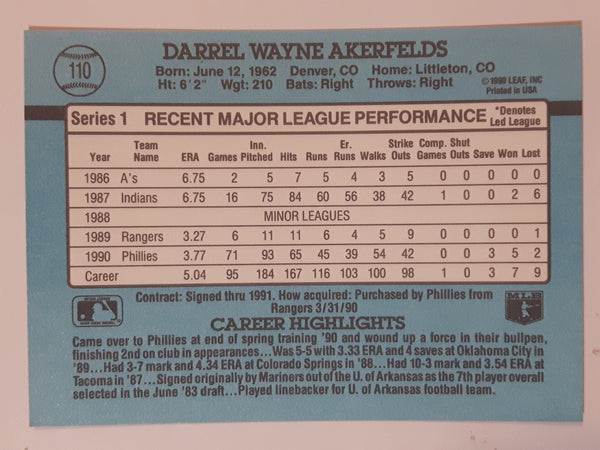 110
DARREL WAYNE AKERFELDS
Born: June 12, 1962 Denver, CO Home: Littleton, CO
Ht: 6'2" Wgt: 210 Bats: Right Throws: Right
© 1990 LEAF, INC
Printed in USA
Series 1 RECENT MAJOR LEAGUE PERFORMANCE *Denotes Led League
Year Team Name ERA Games Inn. Pitched Hits Runs Er. Runs Walks Strike Outs Comp. Games Shut Outs Save Won Lost
1986 A's 6.75 2 5 7 5 4 3 5 0 0 0 0 0
1987 Indians 6.75 16 75 84 60 56 38 42 1 0 0 2 6
1988 MINOR LEAGUES
1989 Rangers 3.27 6 11 11 6 4 5 9 0 0 0 0 1
1990 Phillies 3.77 71 93 65 45 39 54 42 0 0 3 5 2
Career 5.04 95 184 167 116 103 100 98 1 0 3 7 9
Contract: Signed thru 1991. How acquired: Purchased by Phillies from
Rangers 3/31/90
MLB
CAREER HIGHLIGHTS
Came over to Phillies at end of spring training '90 and wound up a force in their bullpen,
finishing 2nd on club in appearances...Was 5-5 with 3.33 ERA and 4 saves at Oklahoma City in
'89...Had 3-7 mark and 4.34 ERA at Colorado Springs in '88...Had 10-3 mark and 3.54 ERA at
Tacoma in '87...Signed originally by Mariners out of the U. of Arkansas as the 7th player overall
selected in the June '83 draft...Played linebacker for U. of Arkansas football team.